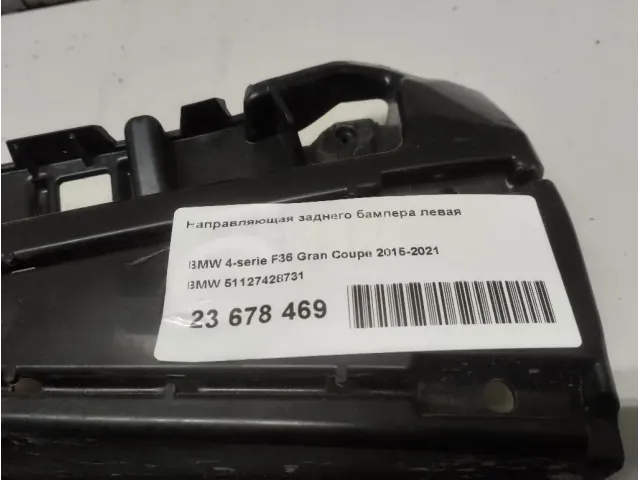 Направляющая заднего бампера левая
BMW 4-serie F36 Gran Coupe 2015-2021
BMW 51127428731
23 678 469